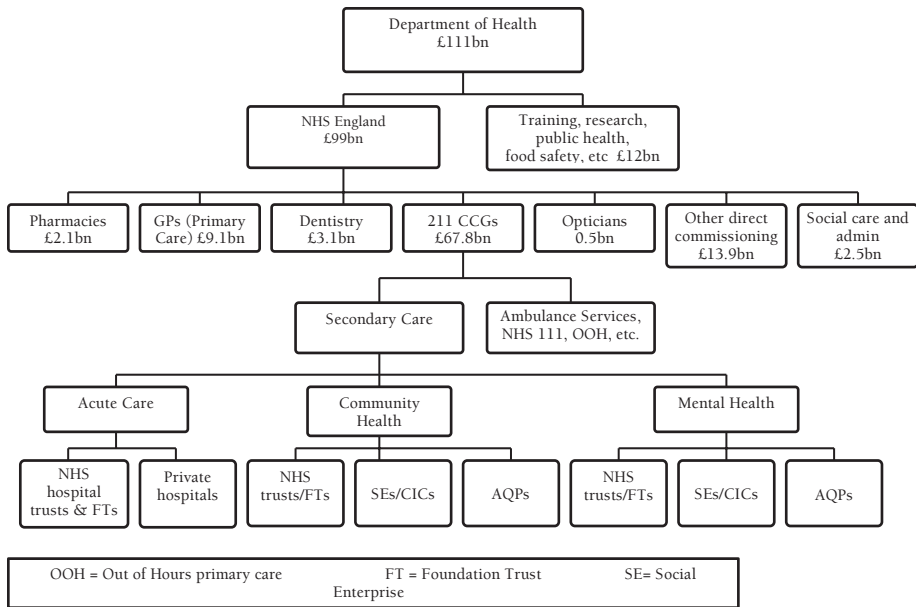 Department of Health
£111bn
NHS England
£99bn
Training, research,
public health,
food safety, etc £12bn
Pharmacies
£2.1bn
GPs (Primary
Care) £9.1bn
Dentistry
£3.1bn
211 CCGs
£67.8bn
Opticians
0.5bn
Other direct
commissioning
£13.9bn
Social care and
admin
£2.5bn
Secondary Care
Ambulance Services,
NHS 111, OOH, etc.
Acute Care
Community
Health
Mental Health
NHS
hospital
trusts & FTs
Private
hospitals
NHS
trusts/FTs
SEs/CICs
AQPs
NHS
trusts/FTs
SEs/CICs
AQPs
OOH = Out of Hours primary care FT = Foundation Trust SE= Social
Enterprise